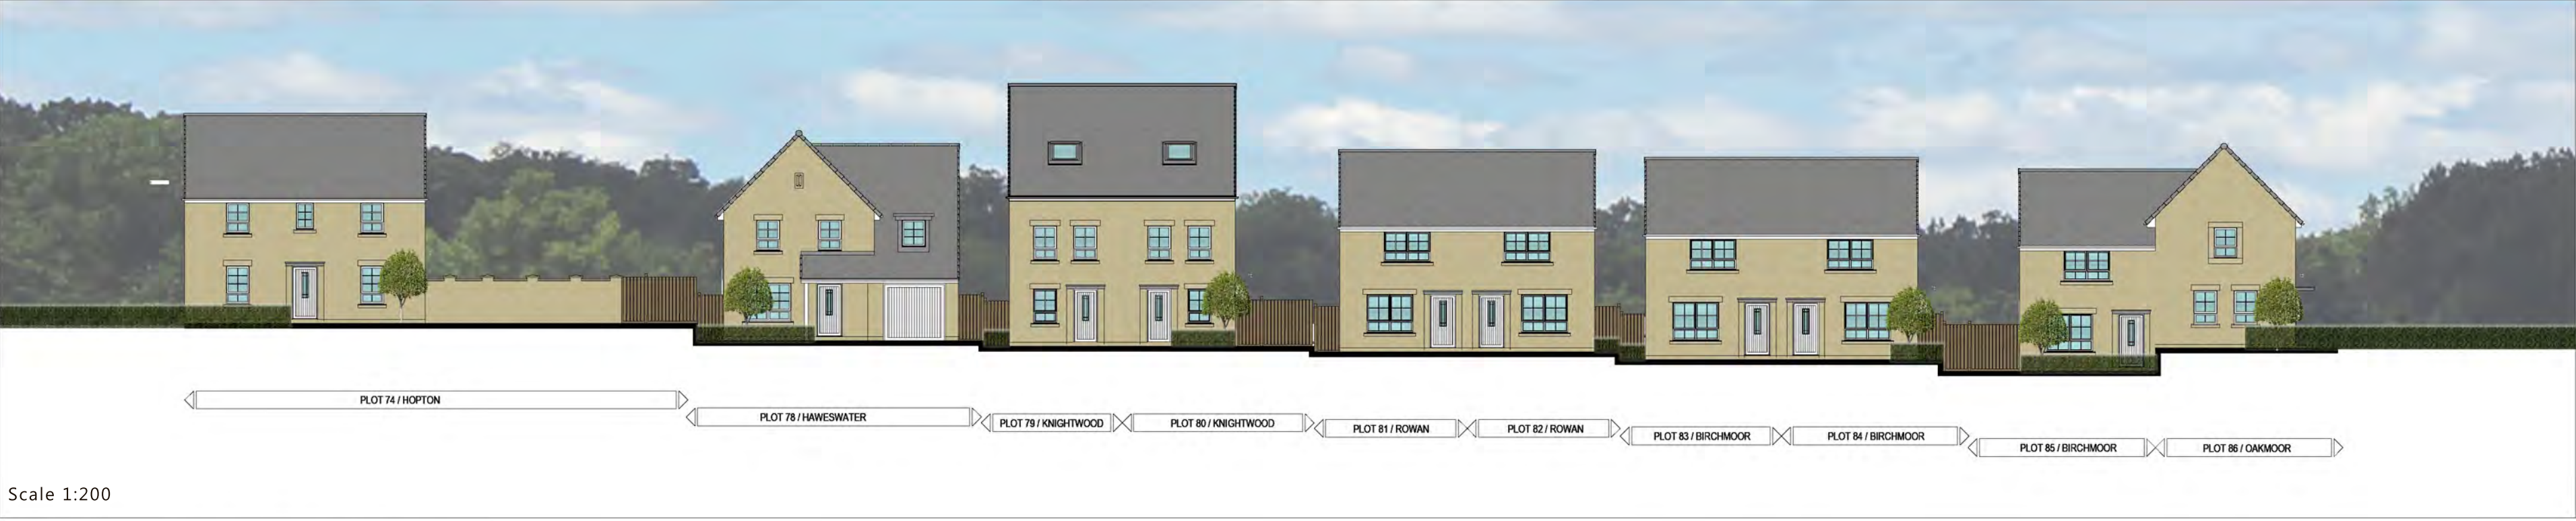 PLOT 74 / HOPTON
PLOT 78 / HAWESWATER
PLOT 79 / KNIGHTWOOD
PLOT 80 / KNIGHTWOOD
PLOT 81 / ROWAN
PLOT 82 / ROWAN
PLOT 83 / BIRCHMOOR
PLOT 84 / BIRCHMOOR
PLOT 85 / BIRCHMOOR
PLOT 86 / OAKMOOR
Scale 1:200